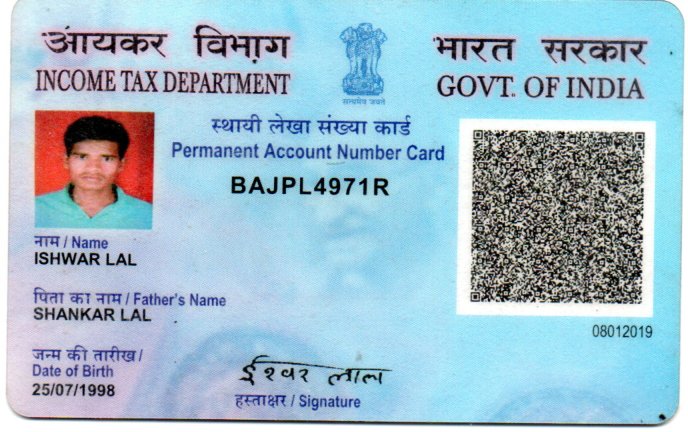 आयकर विभाग
INCOME TAX DEPARTMENT
सत्यमेव जयते
भारत सरकार
GOVT. OF INDIA
स्थायी लेखा संख्या कार्ड
Permanent Account Number Card
BAJPL4971R
नाम / Name
ISHWAR LAL
पिता का नाम / Father's Name
SHANKAR LAL
08012019
जन्म की तारीख /
Date of Birth
25/07/1998
ईश्वर लाल
हस्ताक्षर / Signature